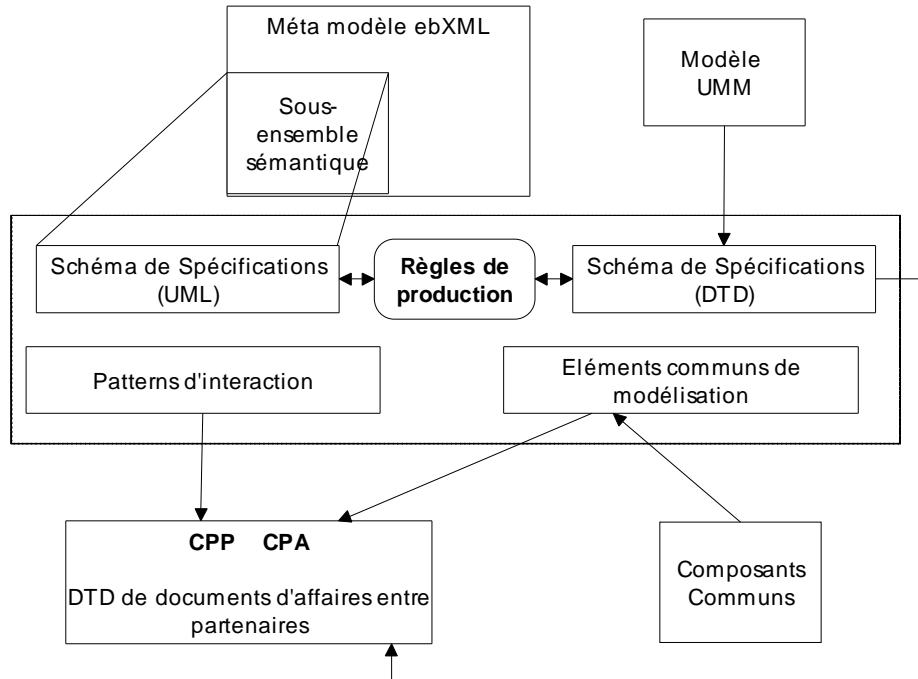 Méta modèle ebXML
Sous-
ensemble
sémantique
Modèle
UMM
Schéma de Spécifications
(UML)
Règles de
production
Schéma de Spécifications
(DTD)
Patterns d'interaction
Eléments communs de
modélisation
CPP CPA
DTD de documents d'affaires entre
partenaires
Composants
Communs